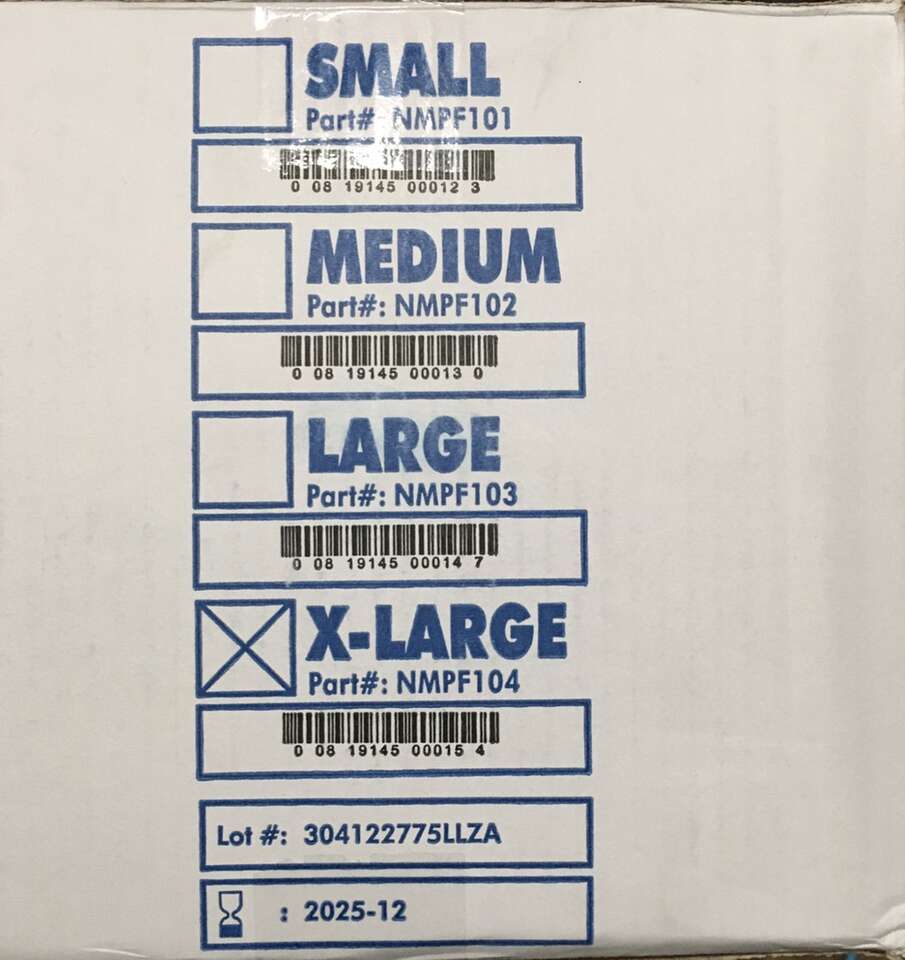 SMALL
Part#: NMPF101
0 08 19145 00012 3
MEDIUM
Part#: NMPF102
0 08 19145 00013 0
LARGE
Part#: NMPF103
0 08 19145 00014 7
X-LARGE
Part#: NMPF104
0 08 19145 00015 4
Lot #: 304122775LLZA
: 2025-12